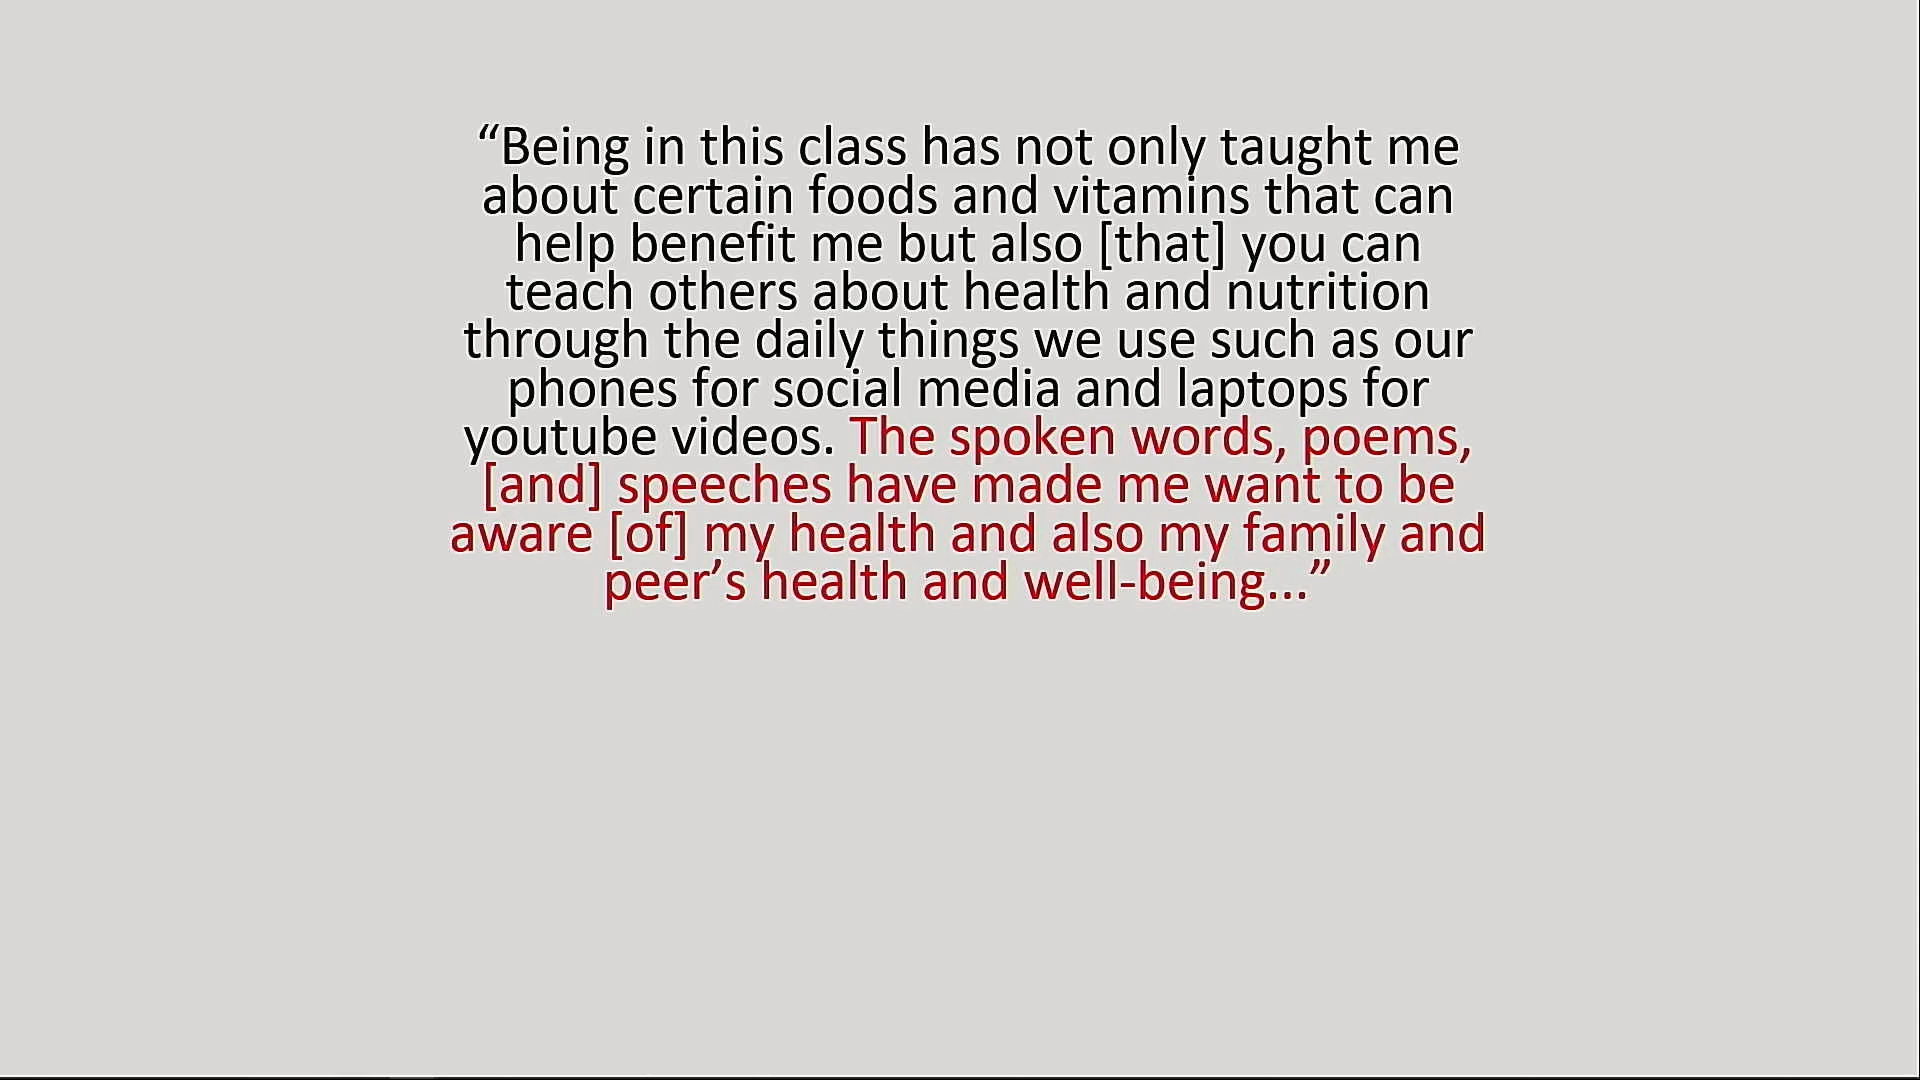 “Being in this class has not only taught me
about certain foods and vitamins that can
help benefit me but also [that] you can
teach others about health and nutrition
through the daily things we use such as our
phones for social media and laptops for
youtube videos. The spoken words, poems,
[and] speeches have made me want to be
aware [of] my health and also my family and
peer’s health and well-being...”